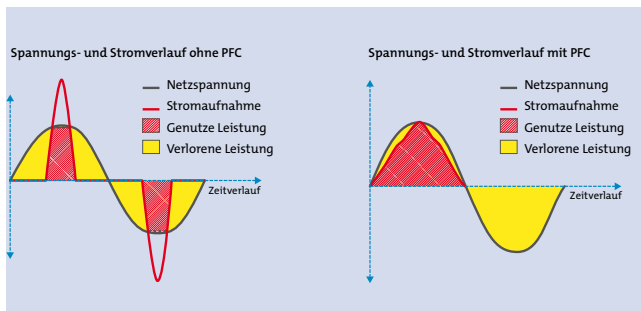 Spannungs- und Stromverlauf ohne PFC
Netzspannung
Stromaufnahme
Genutze Leistung
Verlorene Leistung
Zeitverlauf
Spannungs- und Stromverlauf mit PFC
Netzspannung
Stromaufnahme
Genutze Leistung
Verlorene Leistung
Zeitverlauf